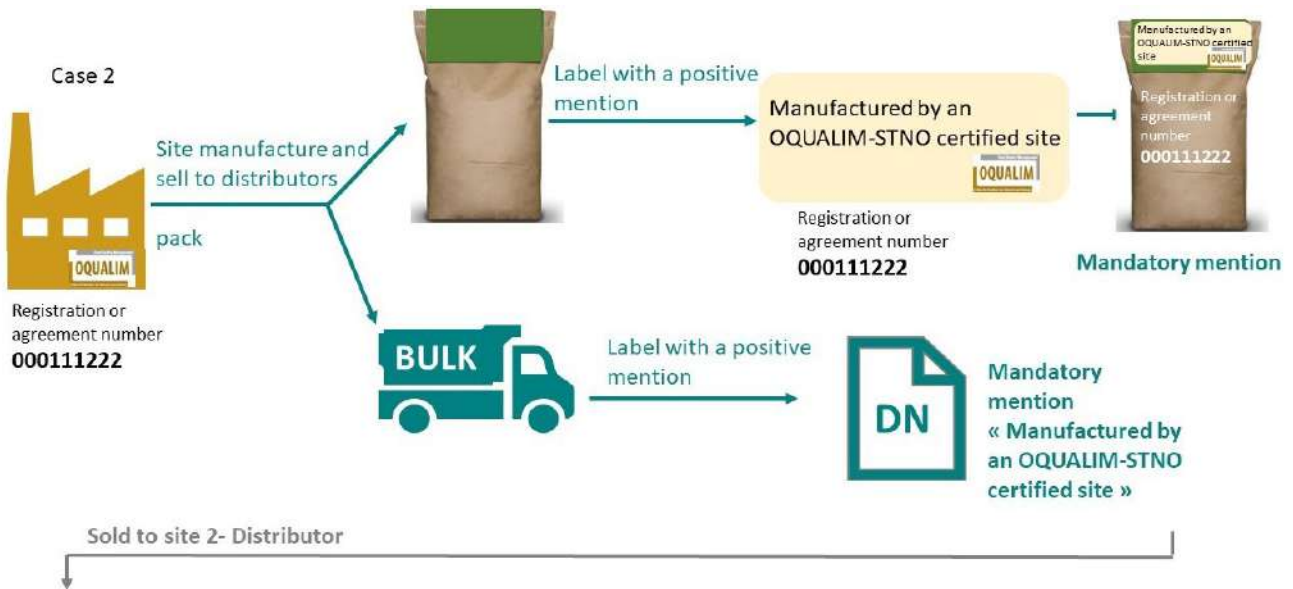 Case 2
Site manufacture and
sell to distributors
pack
OQUALIM
Registration or
agreement number
000111222
Label with a positive
mention
Manufactured by an
OQUALIM-STNO certified site
OQUALIM
Registration or
agreement number
000111222
Manufactured by an
OQUALIM-STNO certified
site
OQUALIM
Registration or
agreement
number
000111222
Mandatory mention
BULK
Label with a positive
mention
DN
Mandatory
mention
« Manufactured by
an OQUALIM-STNO
certified site »
Sold to site 2- Distributor